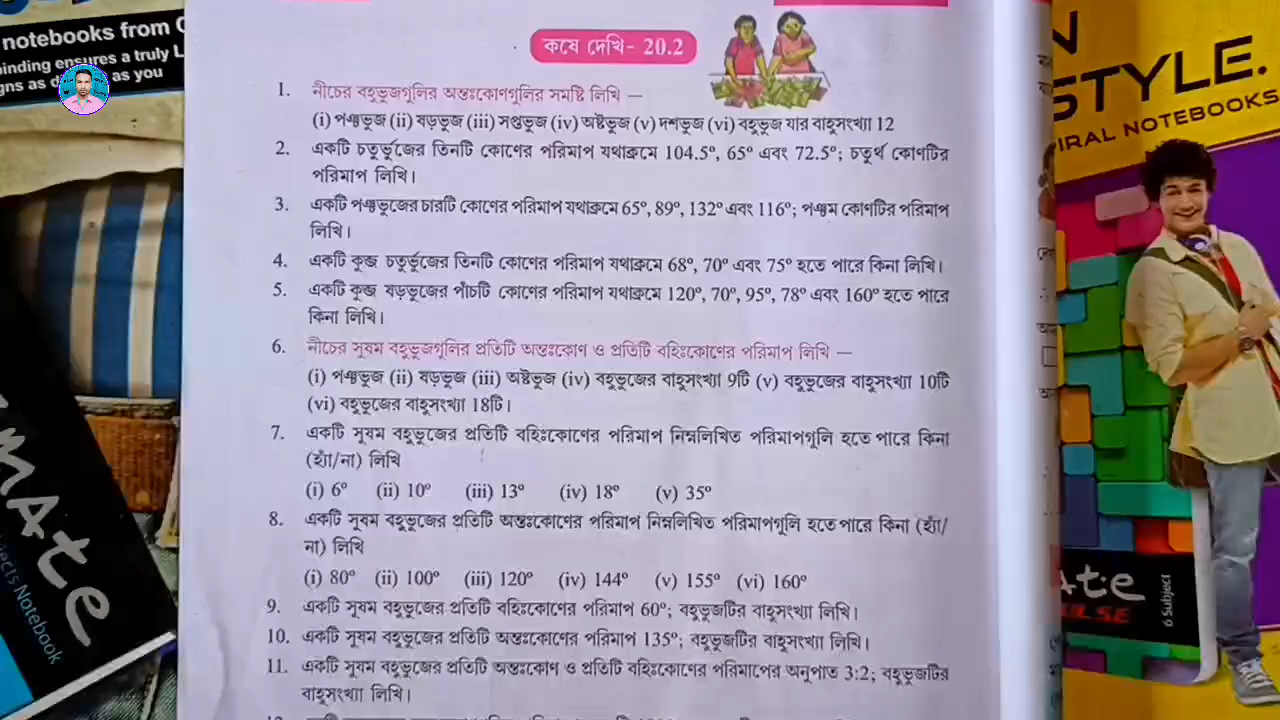 notebooks from
binding ensures a truly
as you
কষে দেখি- 20.2
1. নীচের বহুভুজগুলির অন্তঃকোণগুলির সমষ্টি লিখি —
(i) পঞ্চভুজ (ii) ষড়ভুজ (iii) সপ্তভুজ (iv) অষ্টভুজ (v) দশভুজ (vi) বহুভুজ যার বাহুসংখ্যা 12
2. একটি চতুর্ভুজের তিনটি কোণের পরিমাপ যথাক্রমে 104.5°, 65° এবং 72.5°; চতুর্থ কোণটির
পরিমাপ লিখি।
3. একটি পঞ্চভুজের চারটি কোণের পরিমাপ যথাক্রমে 65°, 89°, 132° এবং 116°; পঞ্চম কোণটির পরিমাপ
লিখি।
4. একটি কুব্জ চতুর্ভুজের তিনটি কোণের পরিমাপ যথাক্রমে 68°, 70° এবং 75° হতে পারে কিনা লিখি।
5. একটি কুব্জ ষড়ভুজের পাঁচটি কোণের পরিমাপ যথাক্রমে 120°, 70°, 95°, 78° এবং 160° হতে পারে
কিনা লিখি।
6. নীচের সুষম বহুভুজগুলির প্রতিটি অন্তঃকোণ ও প্রতিটি বহিঃকোণের পরিমাপ লিখি —
(i) পঞ্চভুজ (ii) ষড়ভুজ (iii) অষ্টভুজ (iv) বহুভুজের বাহুসংখ্যা 9টি (v) বহুভুজের বাহুসংখ্যা 10টি
(vi) বহুভুজের বাহুসংখ্যা 18টি।
7. একটি সুষম বহুভুজের প্রতিটি বহিঃকোণের পরিমাপ নিম্নলিখিত পরিমাপগুলি হতে পারে কিনা
(হ্যাঁ/না) লিখি
(i) 6° (ii) 10° (iii) 13° (iv) 18° (v) 35°
8. একটি সুষম বহুভুজের প্রতিটি অন্তঃকোণের পরিমাপ নিম্নলিখিত পরিমাপগুলি হতে পারে কিনা (হ্যাঁ/
না) লিখি
(i) 80° (ii) 100° (iii) 120° (iv) 144° (v) 155° (vi) 160°
9. একটি সুষম বহুভুজের প্রতিটি বহিঃকোণের পরিমাপ 60°; বহুভুজটির বাহুসংখ্যা লিখি।
10. একটি সুষম বহুভুজের প্রতিটি অন্তঃকোণের পরিমাপ 135°; বহুভুজটির বাহুসংখ্যা লিখি।
11. একটি সুষম বহুভুজের প্রতিটি অন্তঃকোণ ও প্রতিটি বহিঃকোণের পরিমাপের অনুপাত 3:2; বহুভুজটির
বাহুসংখ্যা লিখি।
STYLE.
NOTEBOOKS
6 Subject
Notebook